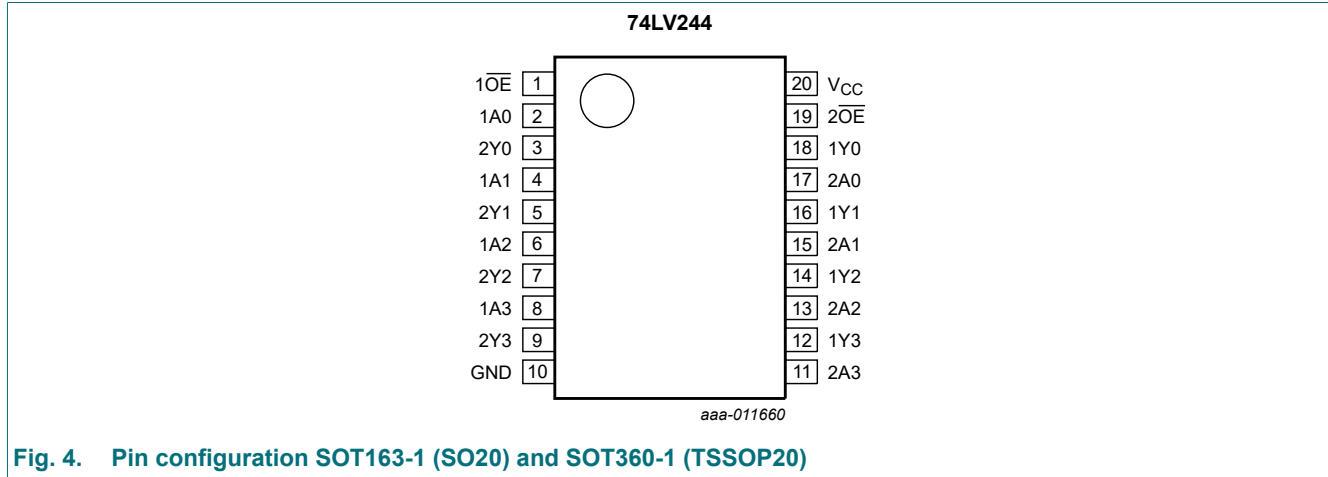 74LV244
1O̅E̅ 1 20 VCC
1A0 2 19 2O̅E̅
2Y0 3 18 1Y0
1A1 4 17 2A0
2Y1 5 16 1Y1
1A2 6 15 2A1
2Y2 7 14 1Y2
1A3 8 13 2A2
2Y3 9 12 1Y3
GND 10 11 2A3
aaa-011660
Fig. 4. Pin configuration SOT163-1 (SO20) and SOT360-1 (TSSOP20)